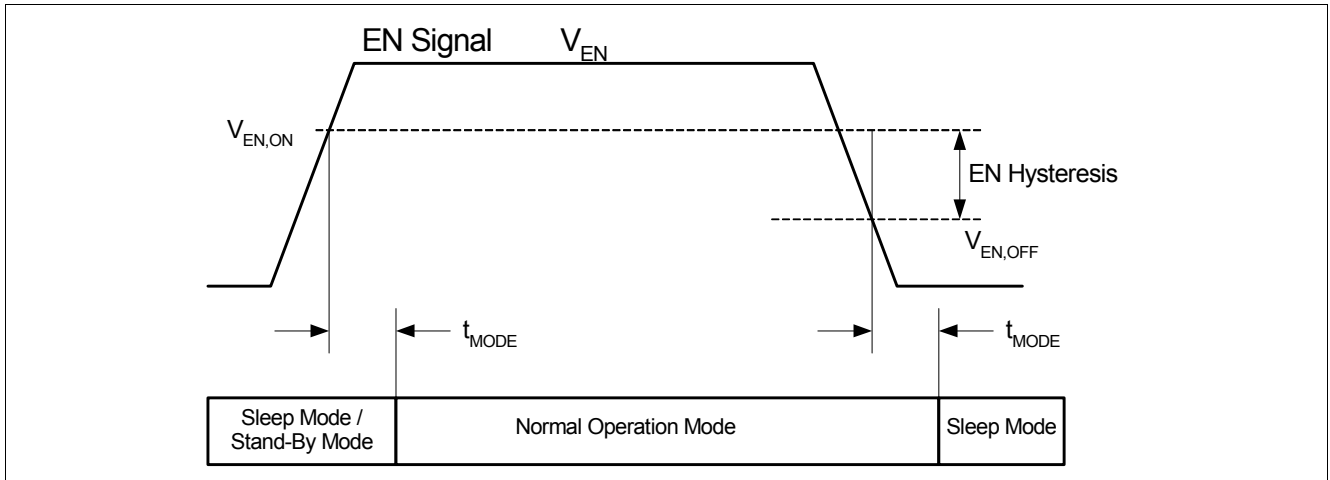 EN Signal V_EN
V_EN,ON
EN Hysteresis
V_EN,OFF
t_MODE
t_MODE
Sleep Mode /
Stand-By Mode
Normal Operation Mode
Sleep Mode